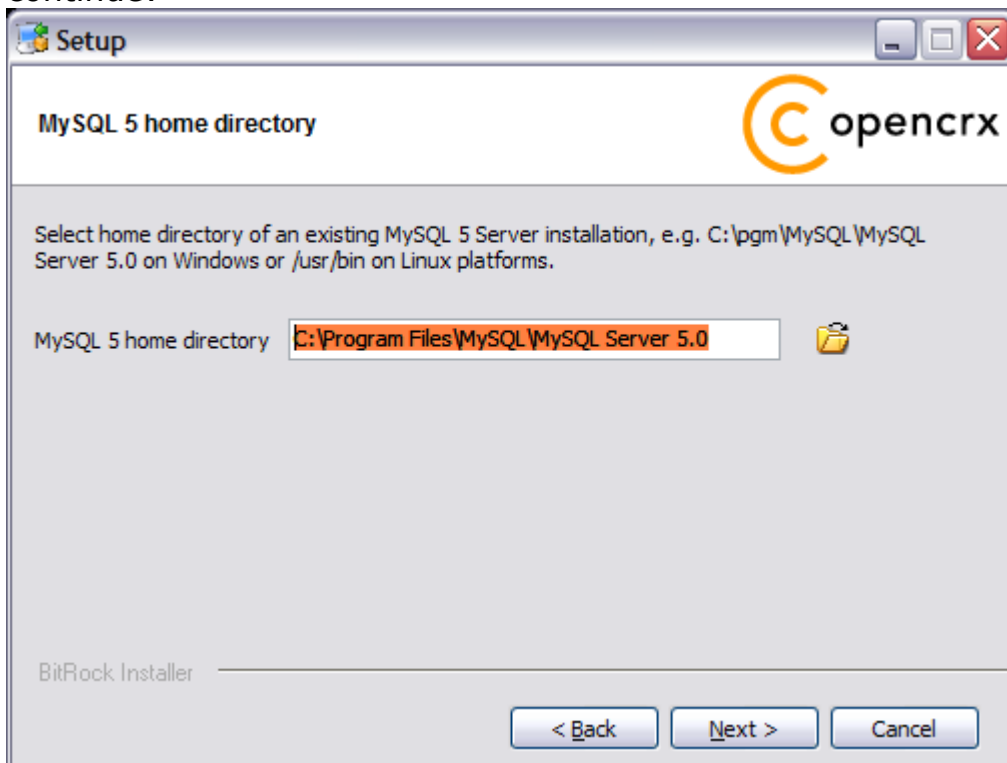 Setup
MySQL 5 home directory
opencrx
Select home directory of an existing MySQL 5 Server installation, e.g. C:\pgm\MySQL\MySQL
Server 5.0 on Windows or /usr/bin on Linux platforms.
MySQL 5 home directory C:\Program Files\MySQL\MySQL Server 5.0
BitRock Installer
< Back Next > Cancel